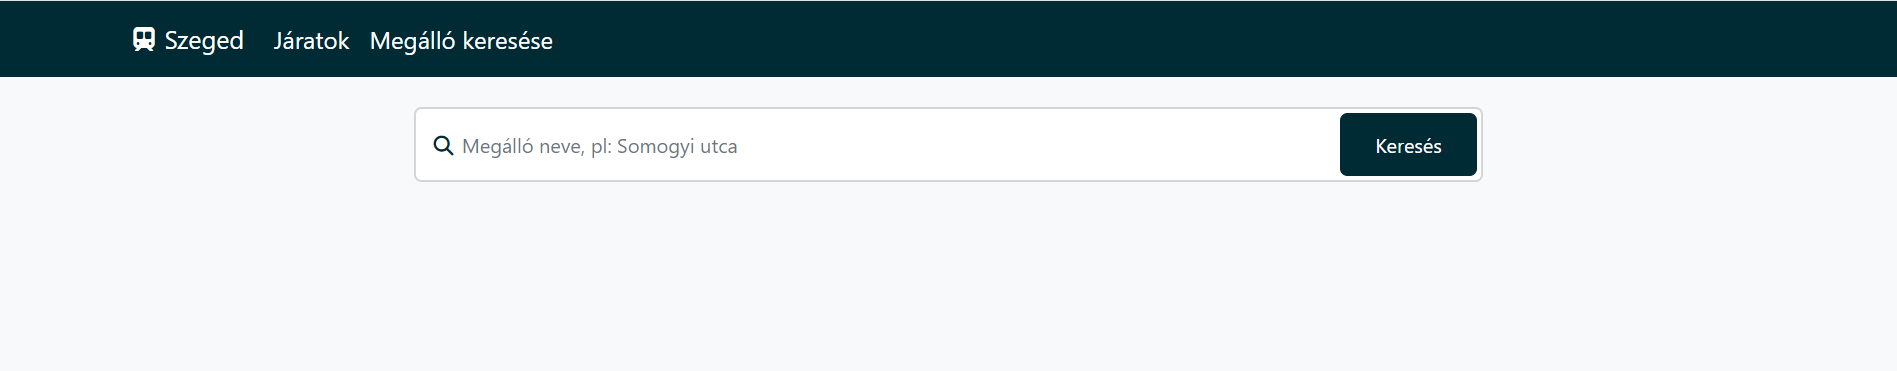 Szeged Járatok Megálló keresése
Megálló neve, pl: Somogyi utca Keresés